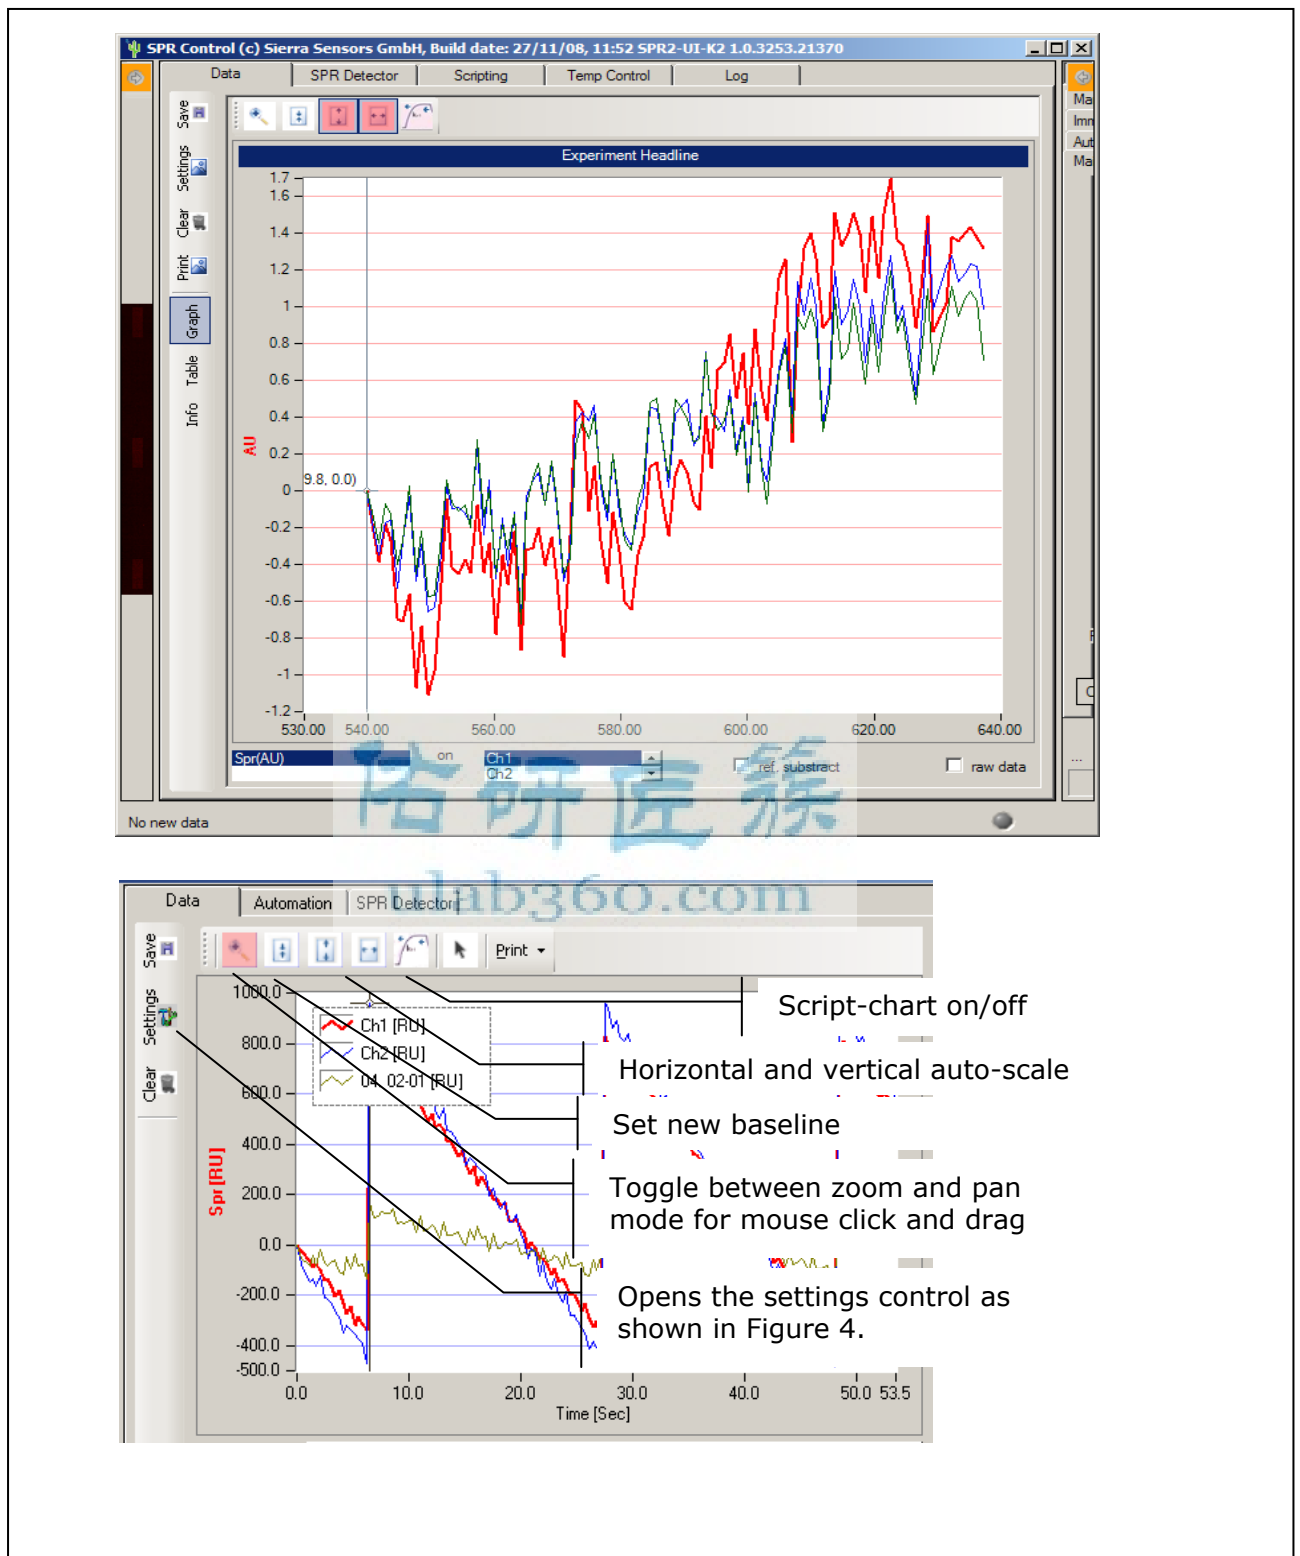 SPR Control (c) Sierra Sensors GmbH, Build date: 27/11/08, 11:52 SPR2-UI-K2 1.0.3253.21370
Data SPR Detector Scripting Temp Control Log
Save
Settings
Clear
Print
Graph
Table
Info
Ma
Imm
Aut
Ma
Experiment Headline
1.7
1.6
1.4
1.2
1
0.8
0.6
0.4
0.2
0
-0.2
-0.4
-0.6
-0.8
-1
-1.2
AU
9.8, 0.0)
530.00 540.00 560.00 580.00 600.00 620.00 640.00
Spr(AU) on Ch1
Ch2
ref. substract
raw data
...
No new data
佑研匠簇
ulab360.com
Data Automation SPR Detector
Save
Settings
Clear
Print
1000.0
800.0
600.0
400.0
200.0
0.0
-200.0
-400.0
-500.0
Spr [RU]
Ch1 [RU]
Ch2 [RU]
04, 02-01 [RU]
0.0 10.0 20.0 30.0 40.0 50.0 53.5
Time [Sec]
Script-chart on/off
Horizontal and vertical auto-scale
Set new baseline
Toggle between zoom and pan
mode for mouse click and drag
Opens the settings control as
shown in Figure 4.